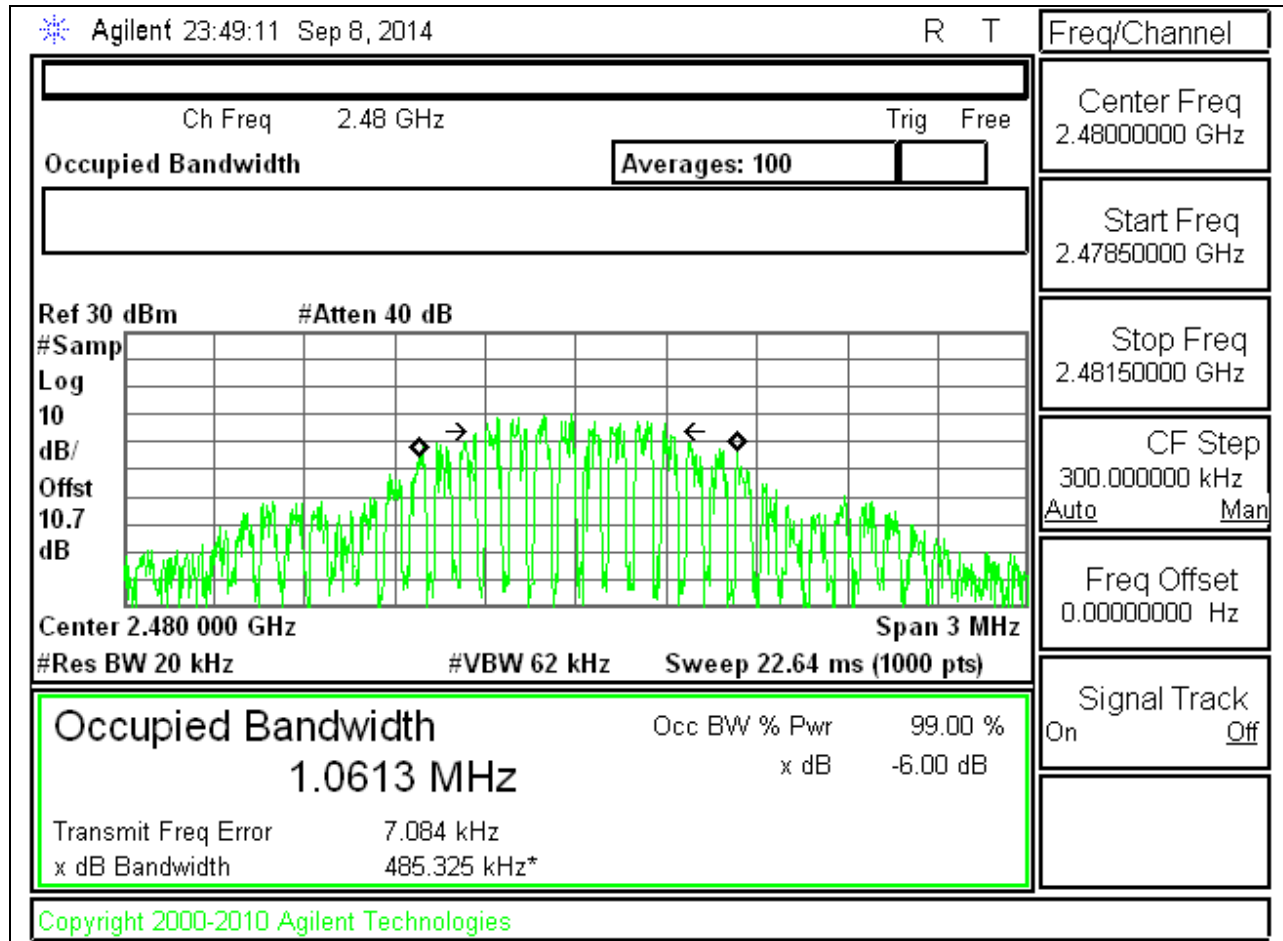 Agilent 23:49:11 Sep 8, 2014 R T
Ch Freq 2.48 GHz Trig Free
Occupied Bandwidth Averages: 100
Ref 30 dBm #Atten 40 dB
#Samp
Log
10
dB/
Offst
10.7
dB
Center 2.480 000 GHz Span 3 MHz
#Res BW 20 kHz #VBW 62 kHz Sweep 22.64 ms (1000 pts)
Occupied Bandwidth Occ BW % Pwr 99.00 %
1.0613 MHz x dB -6.00 dB
Transmit Freq Error 7.084 kHz
x dB Bandwidth 485.325 kHz*
Copyright 2000-2010 Agilent Technologies
Freq/Channel
Center Freq
2.48000000 GHz
Start Freq
2.47850000 GHz
Stop Freq
2.48150000 GHz
CF Step
300.000000 kHz
Auto Man
Freq Offset
0.00000000 Hz
Signal Track
On Off